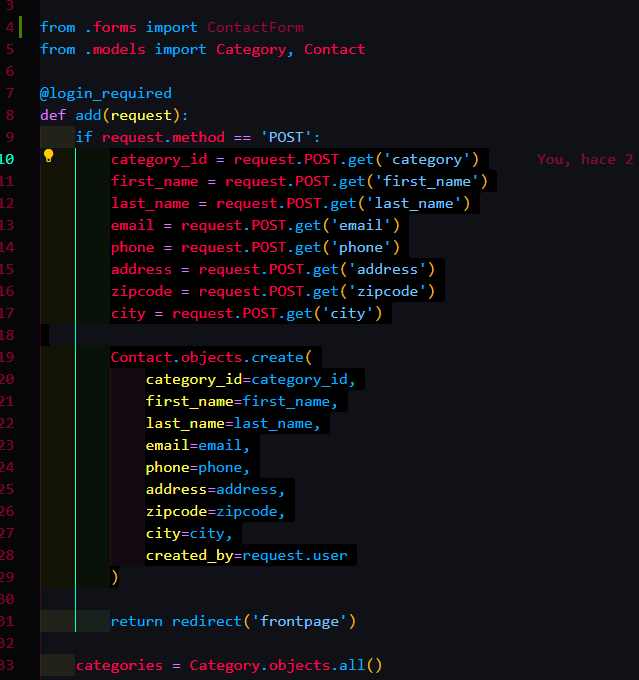 3
4 from .forms import ContactForm
5 from .models import Category, Contact
6
7 @login_required
8 def add(request):
9 if request.method == 'POST':
10 category_id = request.POST.get('category') You, hace 2
11 first_name = request.POST.get('first_name')
12 last_name = request.POST.get('last_name')
13 email = request.POST.get('email')
14 phone = request.POST.get('phone')
15 address = request.POST.get('address')
16 zipcode = request.POST.get('zipcode')
17 city = request.POST.get('city')
18
19 Contact.objects.create(
20 category_id=category_id,
21 first_name=first_name,
22 last_name=last_name,
23 email=email,
24 phone=phone,
25 address=address,
26 zipcode=zipcode,
27 city=city,
28 created_by=request.user
29 )
30
31 return redirect('frontpage')
32
33 categories = Category.objects.all()